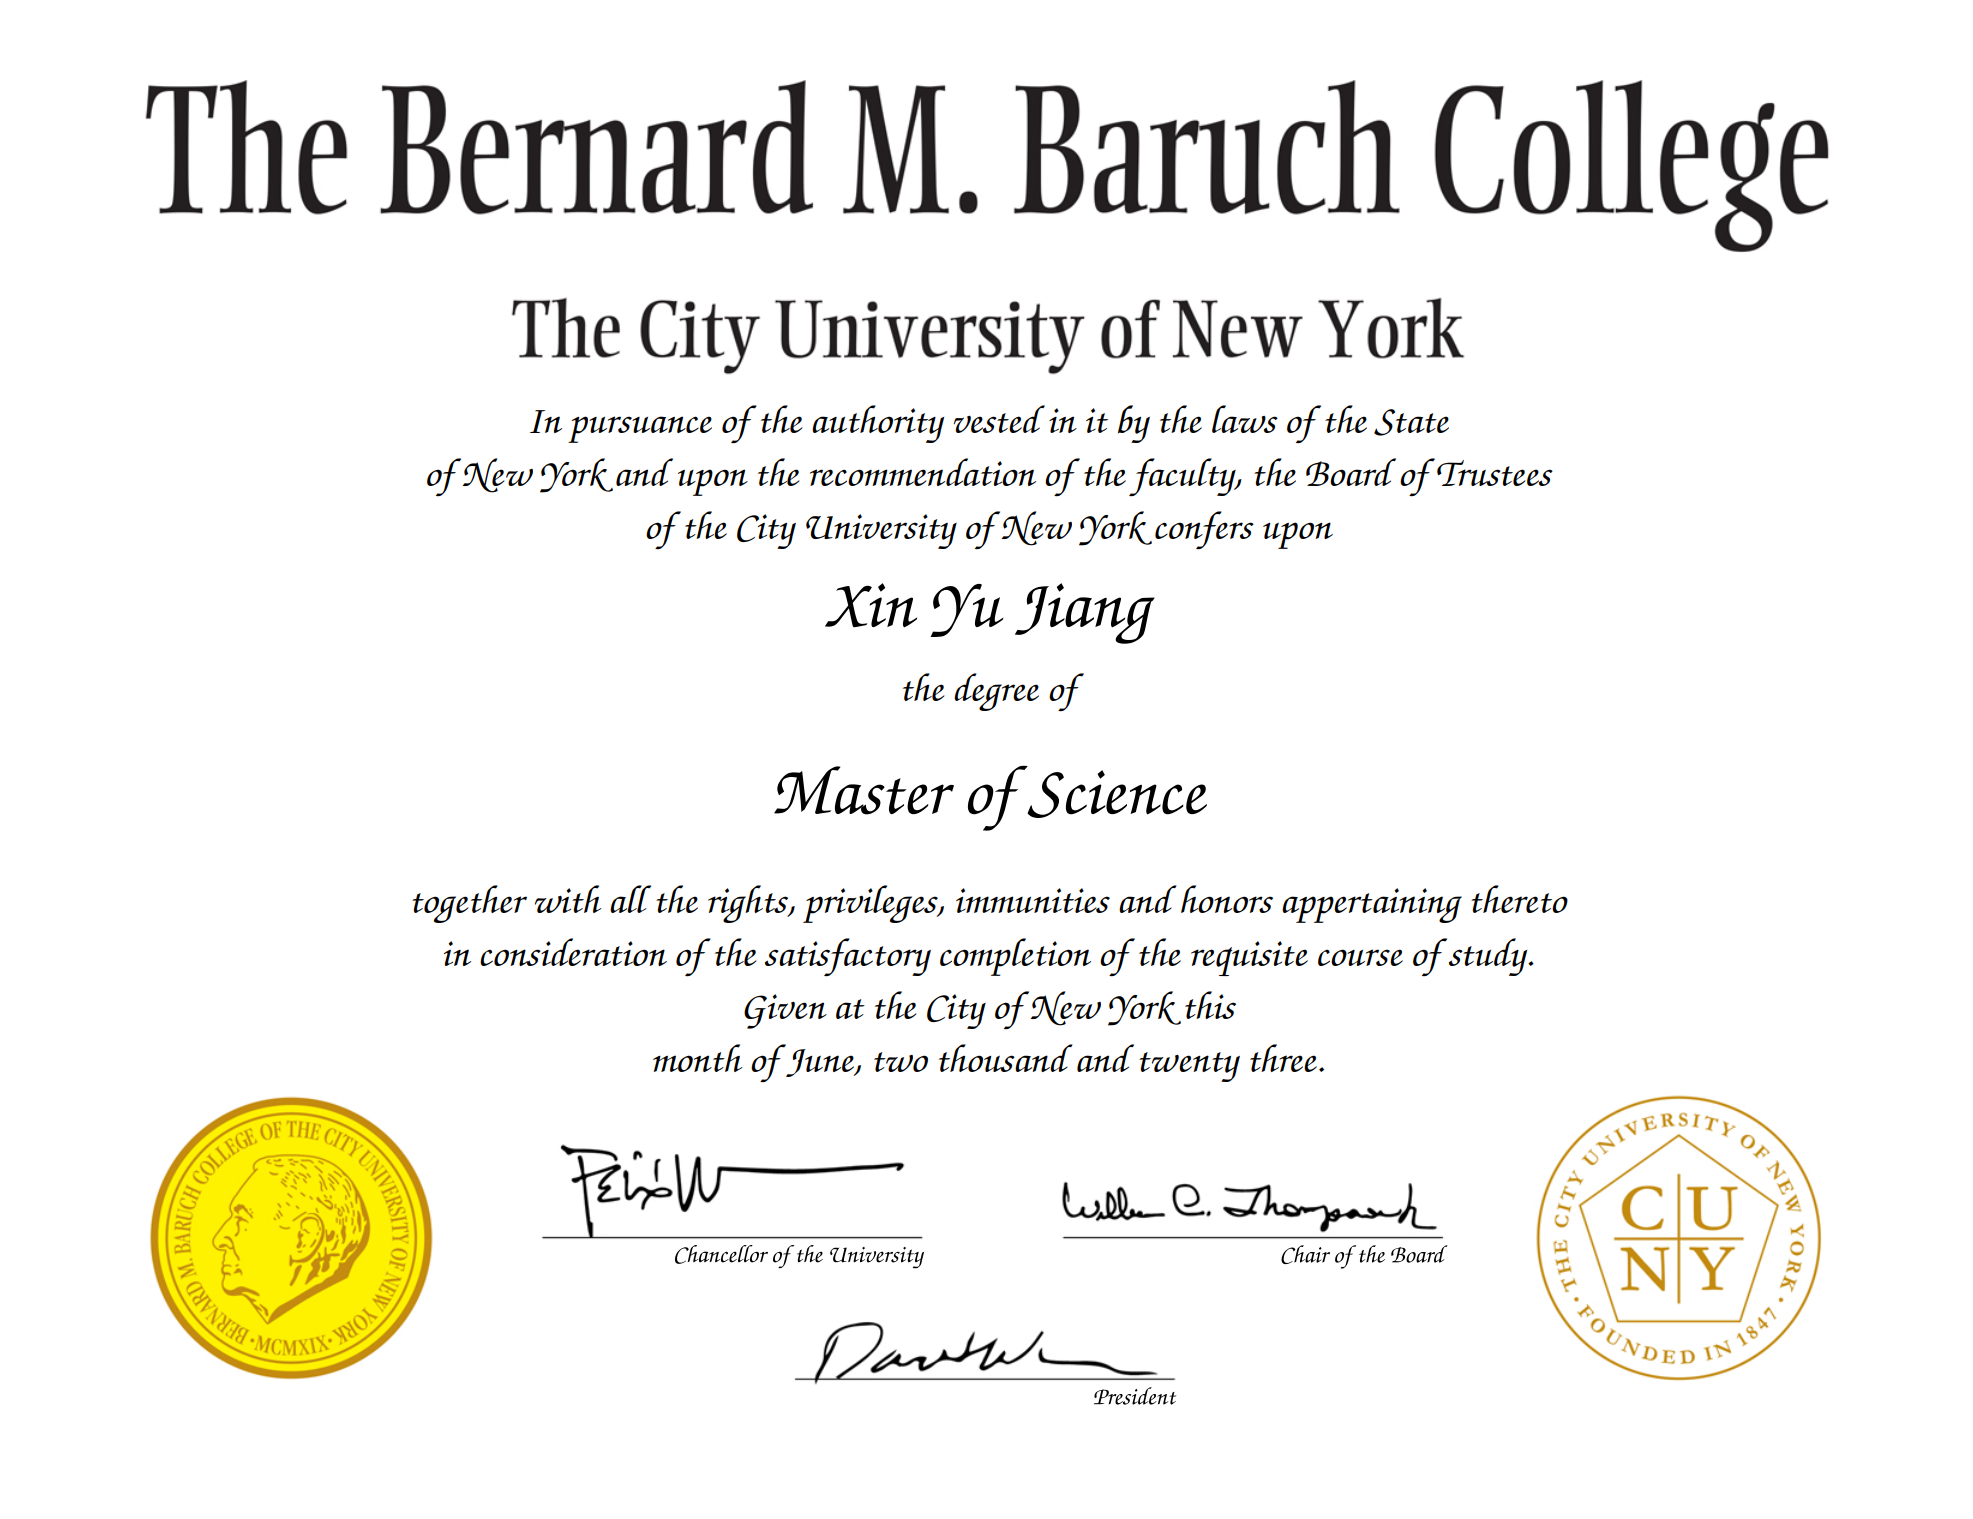 The Bernard M. Baruch College
The City University of New York
In pursuance of the authority vested in it by the laws of the State
of New York and upon the recommendation of the faculty, the Board of Trustees
of the City University of New York confers upon
Xin Yu Jiang
the degree of
Master of Science
together with all the rights, privileges, immunities and honors appertaining thereto
in consideration of the satisfactory completion of the requisite course of study.
Given at the City of New York this
month of June, two thousand and twenty three.
BERNARD M. BARUCH COLLEGE OF THE CITY UNIVERSITY OF NEW YORK · MCMXIX ·
Chancellor of the University
William C. Thompson
Chair of the Board
President
THE CITY UNIVERSITY OF NEW YORK · FOUNDED IN 1847 ·
CU
NY